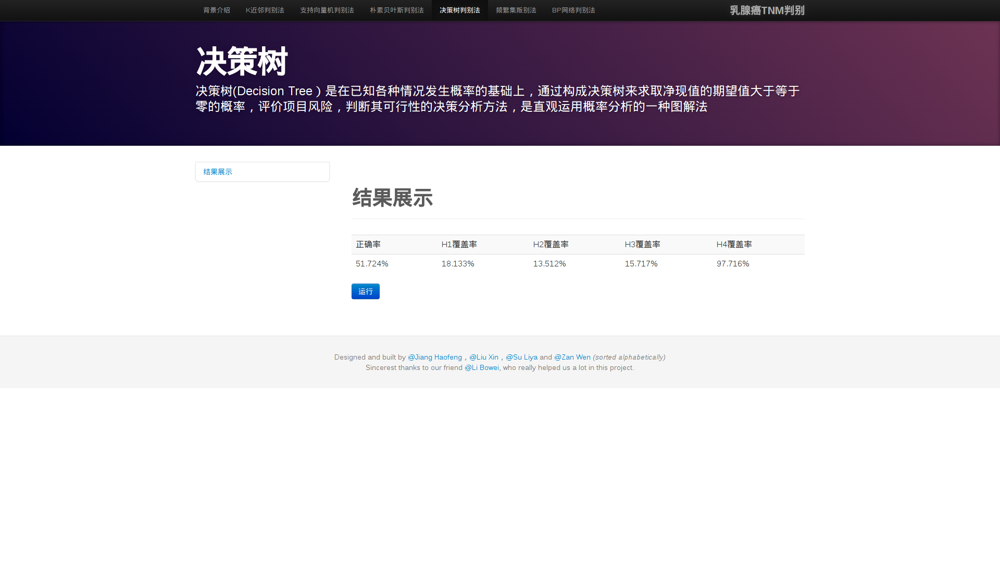 背景介绍 K近邻判别法 支持向量机判别法 朴素贝叶斯判别法 决策树判别法 频繁集叛别法 BP网络判别法 乳腺癌TNM判别
决策树
决策树(Decision Tree）是在已知各种情况发生概率的基础上，通过构成决策树来求取净现值的期望值大于等于
零的概率，评价项目风险，判断其可行性的决策分析方法，是直观运用概率分析的一种图解法
结果展示
结果展示
正确率 H1覆盖率 H2覆盖率 H3覆盖率 H4覆盖率
51.724% 18.133% 13.512% 15.717% 97.716%
运行
Designed and built by @Jiang Haofeng，@Liu Xin，@Su Liya and @Zan Wen (sorted alphabetically)
Sincerest thanks to our friend @Li Bowei, who really helped us a lot in this project.